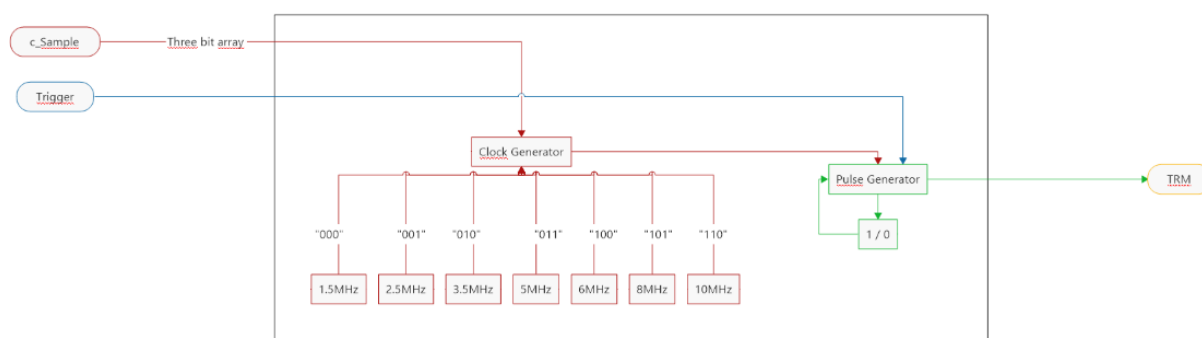 c_Sample
Three bit array
Trigger
Clock Generator
Pulse Generator
TRM
"000"
"001"
"010"
"011"
"100"
"101"
"110"
1 / 0
1.5MHz
2.5MHz
3.5MHz
5MHz
6MHz
8MHz
10MHz